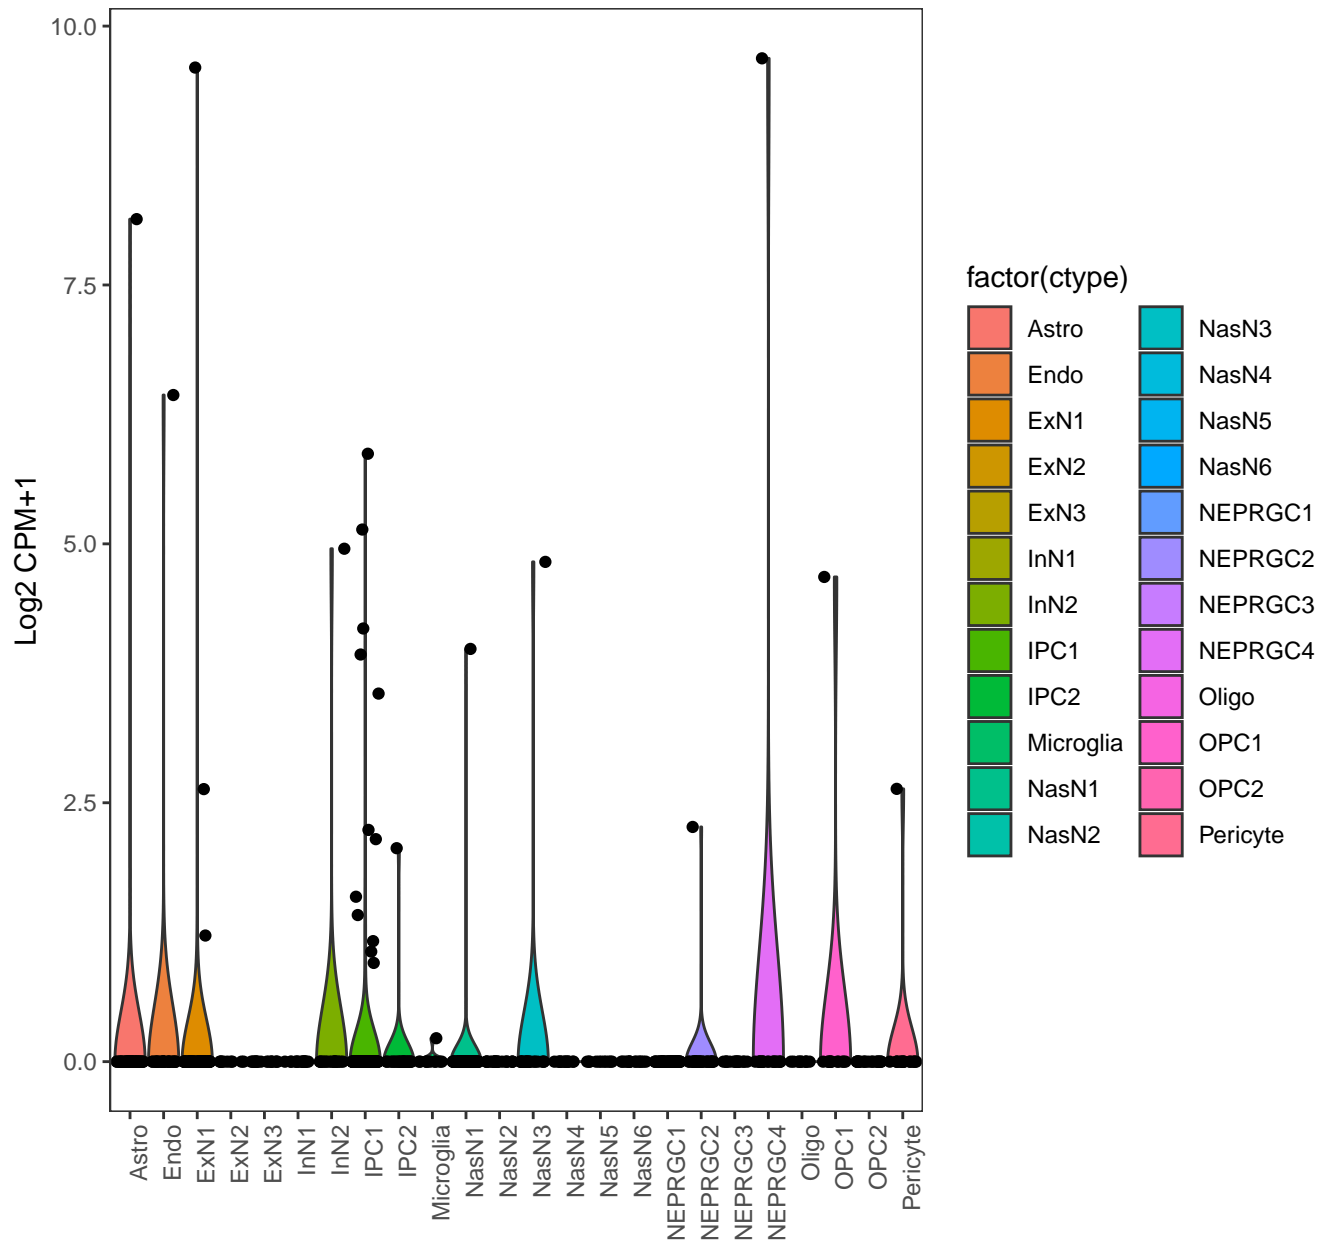 10.0
7.5
5.0
2.5
0.0
Log2 CPM+1
Astro
Endo
ExN1
ExN2
ExN3
InN1
InN2
IPC1
IPC2
Microglia
NasN1
NasN2
NasN3
NasN4
NasN5
NasN6
NEPRGC1
NEPRGC2
NEPRGC3
NEPRGC4
Oligo
OPC1
OPC2
Pericyte
factor(ctype)
Astro
Endo
ExN1
ExN2
ExN3
InN1
InN2
IPC1
IPC2
Microglia
NasN1
NasN2
NasN3
NasN4
NasN5
NasN6
NEPRGC1
NEPRGC2
NEPRGC3
NEPRGC4
Oligo
OPC1
OPC2
Pericyte